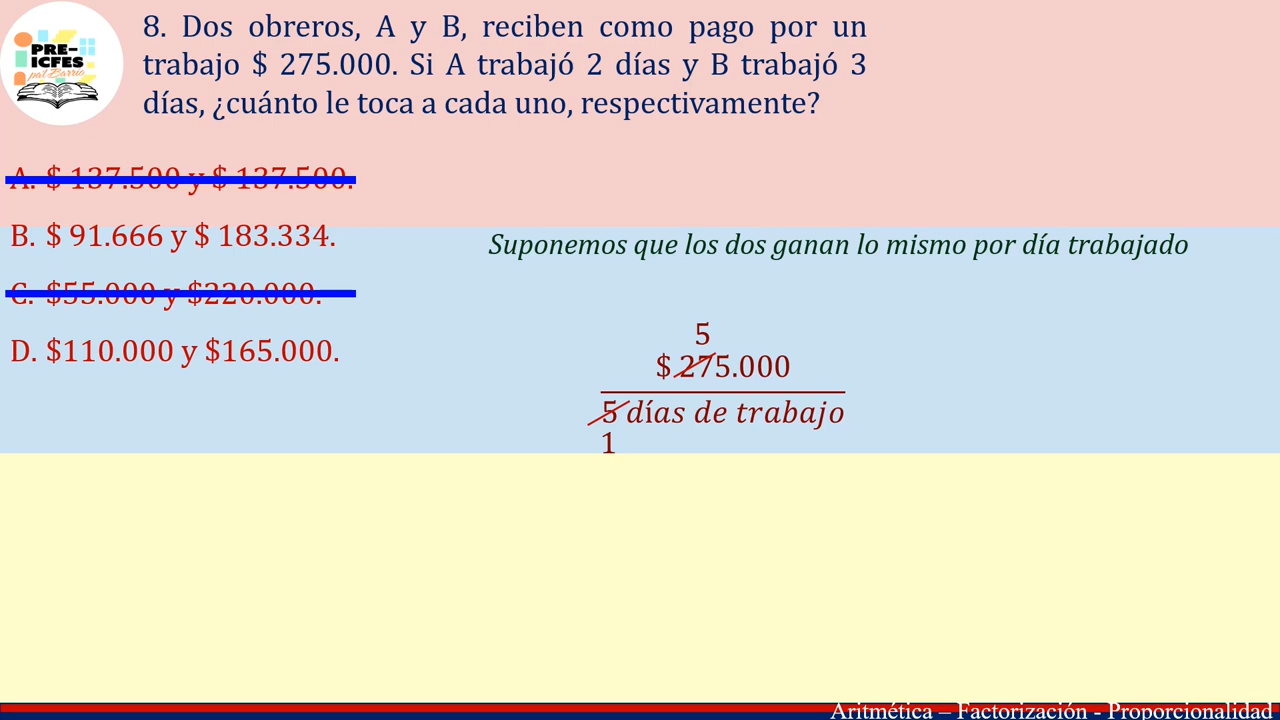 PRE-
ICFES
pat Barrio
8. Dos obreros, A y B, reciben como pago por un
trabajo $ 275.000. Si A trabajó 2 días y B trabajó 3
días, ¿cuánto le toca a cada uno, respectivamente?
A. $ 137.500 y $ 137.500.
B. $ 91.666 y $ 183.334.
Suponemos que los dos ganan lo mismo por día trabajado
C. $55.000 y $220.000.
D. $110.000 y $165.000.
5
$ 275.000
5 días de trabajo
1
Aritmética – Factorización - Proporcionalidad